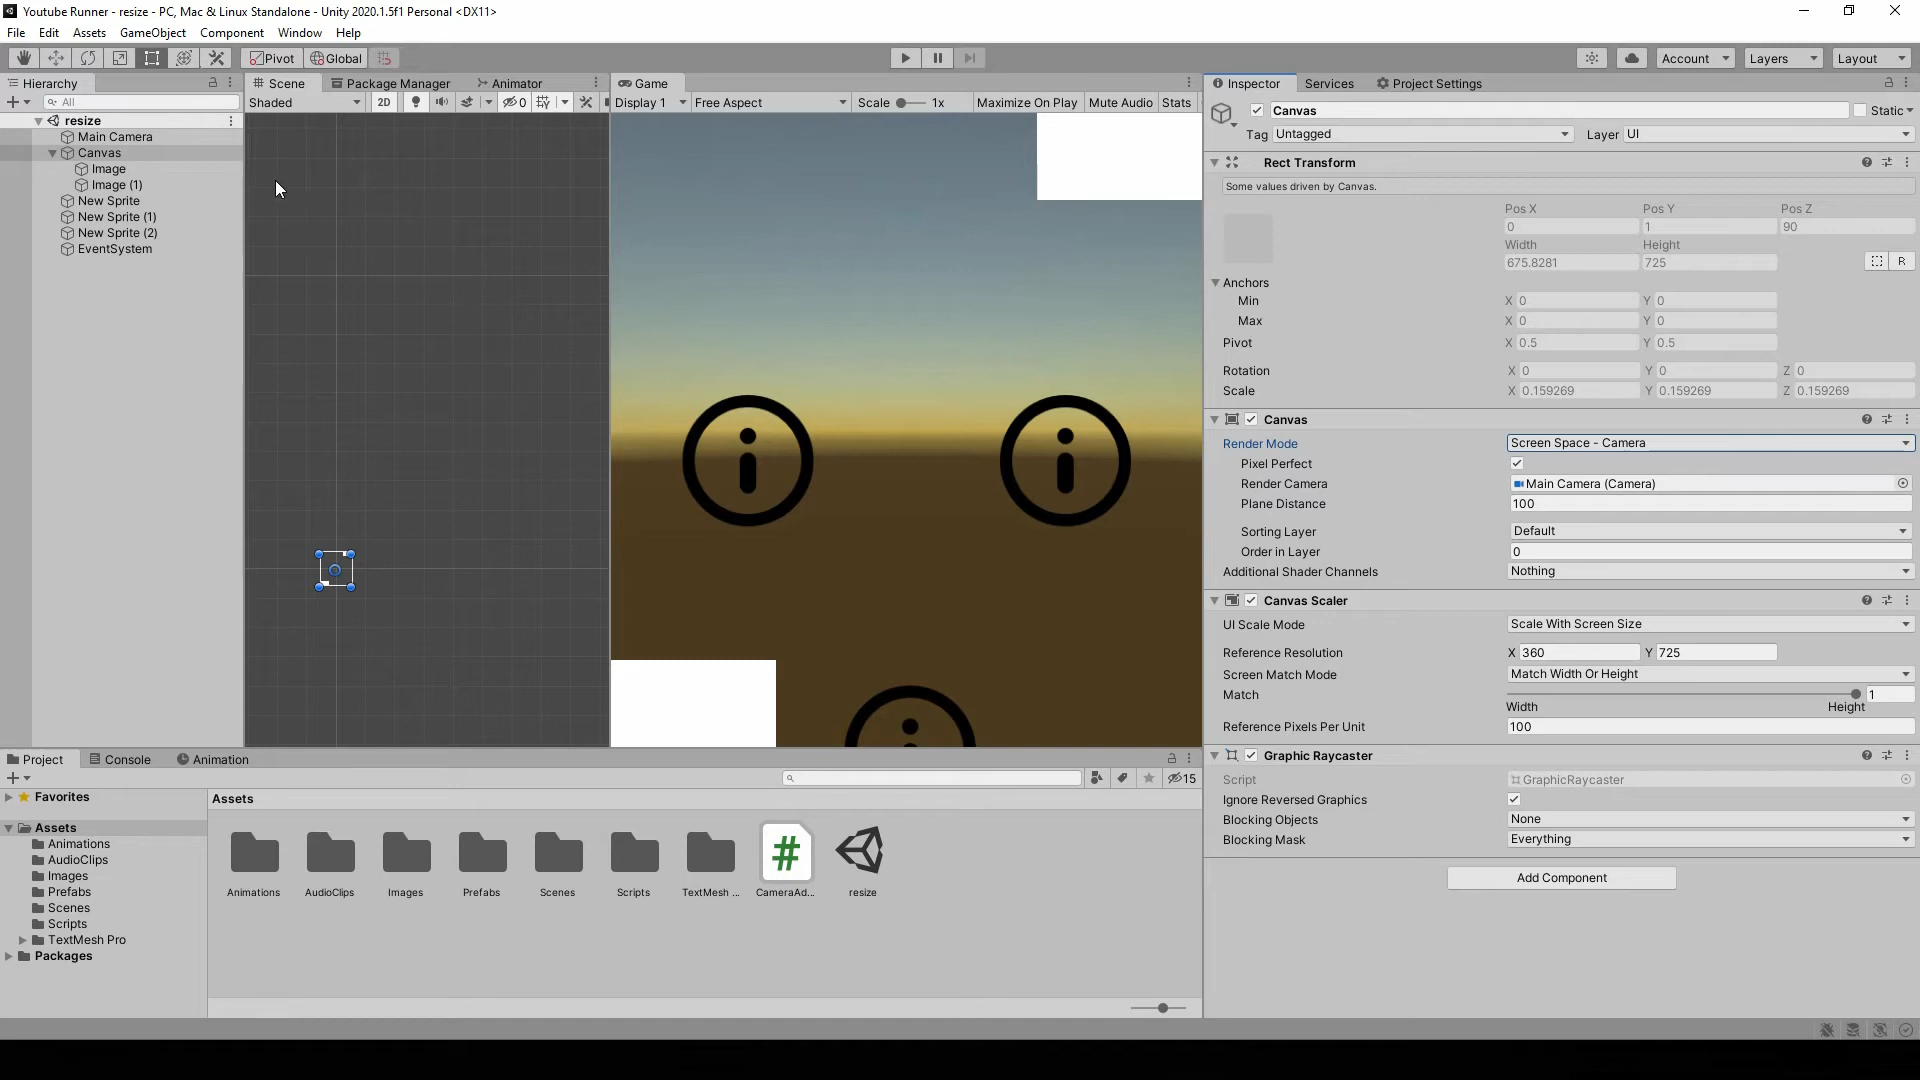 Youtube Runner - resize - PC, Mac & Linux Standalone - Unity 2020.1.5f1 Personal <DX11>
File Edit Assets GameObject Component Window Help
Pivot Global Account Layers Layout
Hierarchy Scene Package Manager Animator Game Inspector Services Project Settings
All Shaded 2D 0 Display 1 Free Aspect Scale 1x Maximize On Play Mute Audio Stats
resize
Main Camera
Canvas
Image
Image (1)
New Sprite
New Sprite (1)
New Sprite (2)
EventSystem
Canvas Static
Tag Untagged Layer UI
Rect Transform
Some values driven by Canvas.
Pos X Pos Y Pos Z
0 1 90
Width Height
675.8281 725 R
Anchors
Min X 0 Y 0
Max X 0 Y 0
Pivot X 0.5 Y 0.5
Rotation X 0 Y 0 Z 0
Scale X 0.159269 Y 0.159269 Z 0.159269
Canvas
Render Mode Screen Space - Camera
Pixel Perfect
Render Camera Main Camera (Camera)
Plane Distance 100
Sorting Layer Default
Order in Layer 0
Additional Shader Channels Nothing
Canvas Scaler
UI Scale Mode Scale With Screen Size
Reference Resolution X 360 Y 725
Screen Match Mode Match Width Or Height
Match 1
Width Height
Reference Pixels Per Unit 100
Graphic Raycaster
Script GraphicRaycaster
Ignore Reversed Graphics
Blocking Objects None
Blocking Mask Everything
Add Component
Project Console Animation
15
Favorites
Assets
Animations
AudioClips
Images
Prefabs
Scenes
Scripts
TextMesh Pro
Packages
Assets
Animations AudioClips Images Prefabs Scenes Scripts TextMesh ... CameraAd... resize